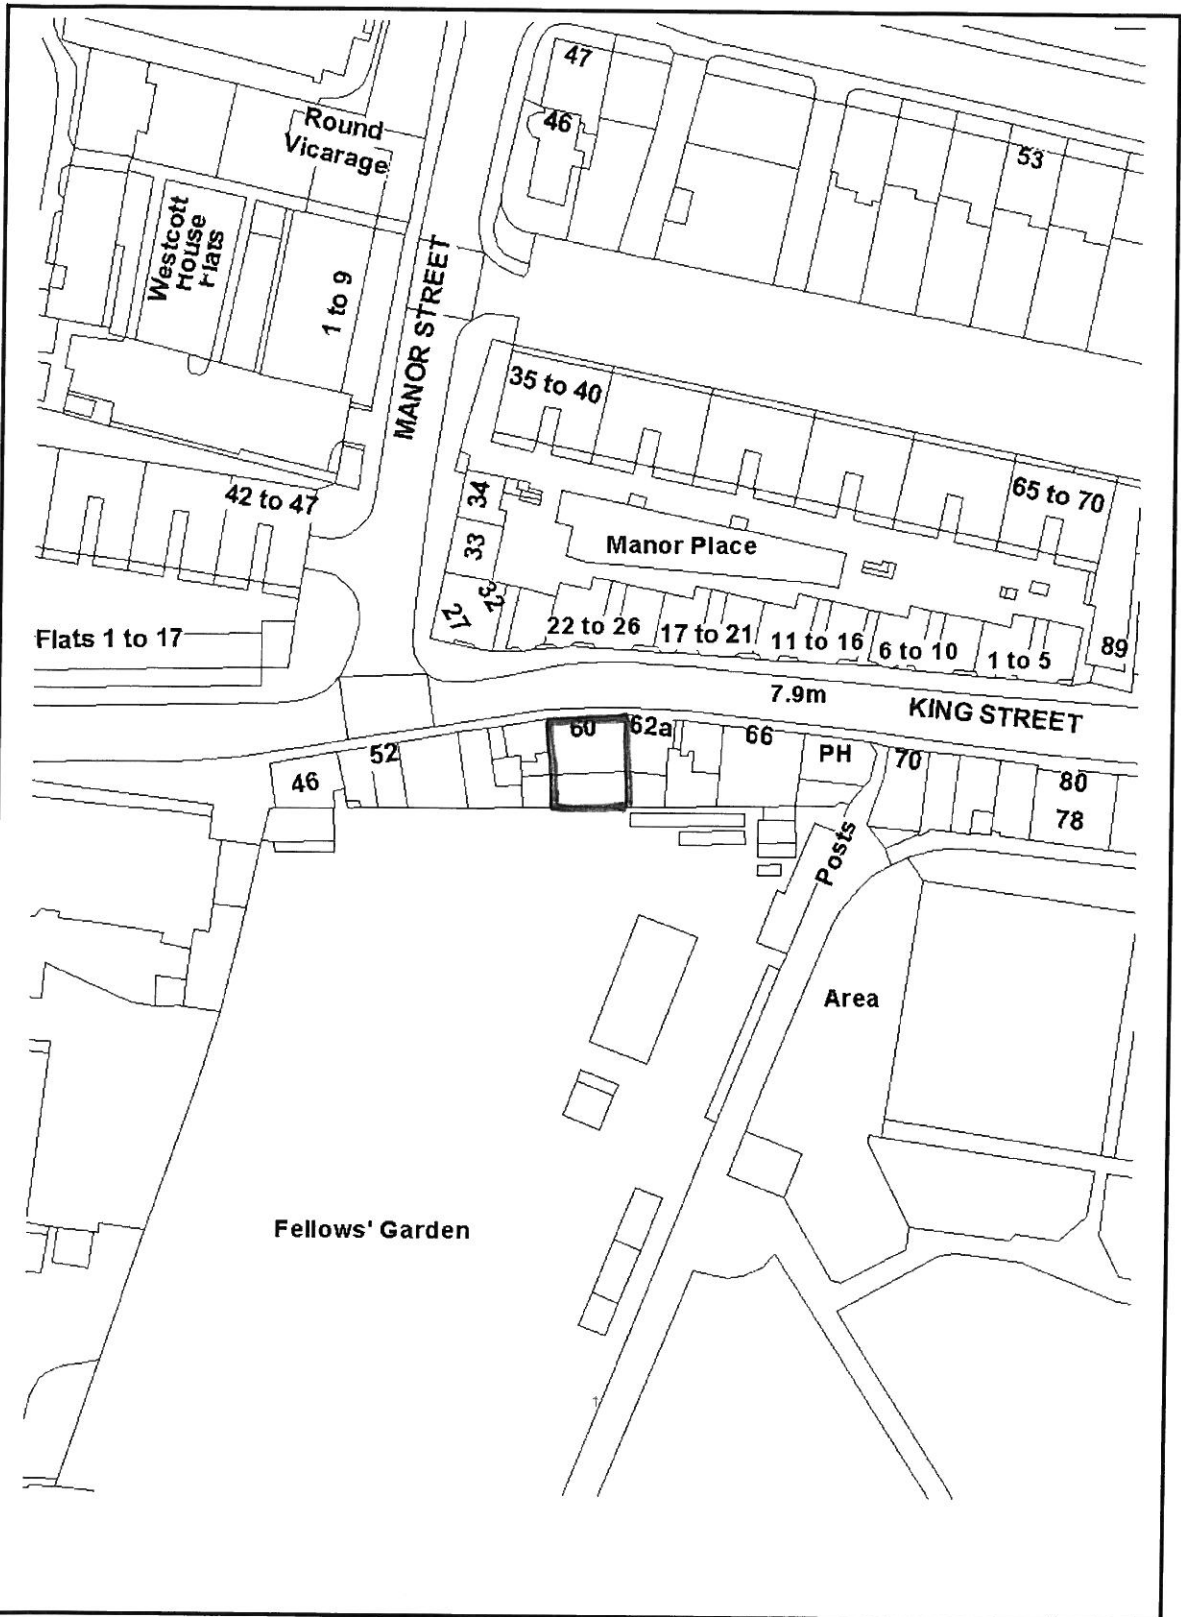 47
46
Round
Vicarage
53
Westcott
House
Flats
1 to 9
MANOR STREET
35 to 40
65 to 70
42 to 47
34
33
32
27
Manor Place
22 to 26
17 to 21
11 to 16
6 to 10
1 to 5
89
Flats 1 to 17
7.9m
KING STREET
46
52
60
62a
66
PH
70
80
78
Posts
Area
Fellows' Garden